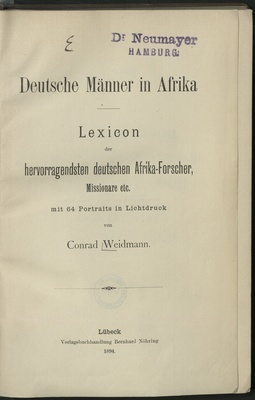 ε
Dr Neumayer
HAMBURG.
Deutsche Männer in Afrika
Lexicon
der
hervorragendsten deutschen Afrika-Forscher,
Missionare etc.
mit 64 Portraits in Lichtdruck
von
Conrad Weidmann.
Lübeck
Verlagsbuchhandlung Bernhard Nöhring
1894.